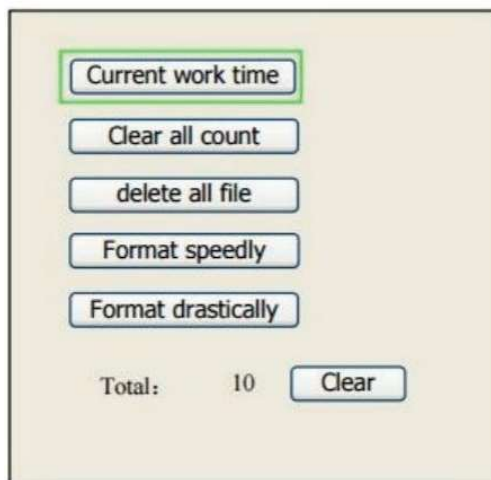 Current work time
Clear all count
delete all file
Format speedly
Format drastically
Total: 10 Clear